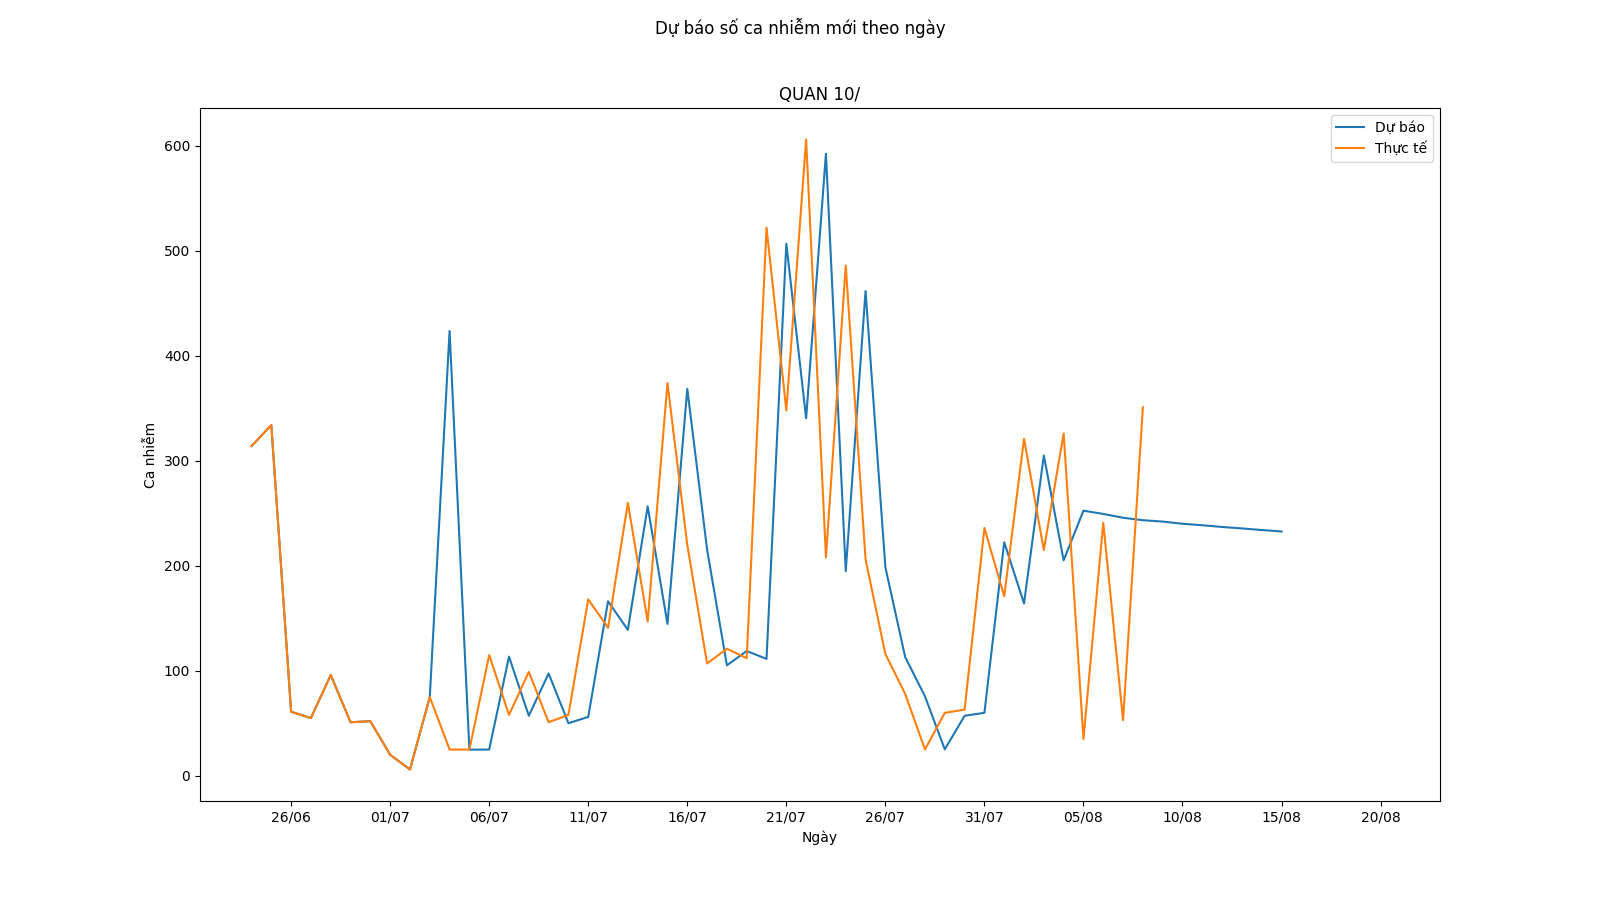 Dự báo số ca nhiễm mới theo ngày
QUAN 10/
Dự báo
Thực tế
Ca nhiễm
600
500
400
300
200
100
0
26/06 01/07 06/07 11/07 16/07 21/07 26/07 31/07 05/08 10/08 15/08 20/08
Ngày